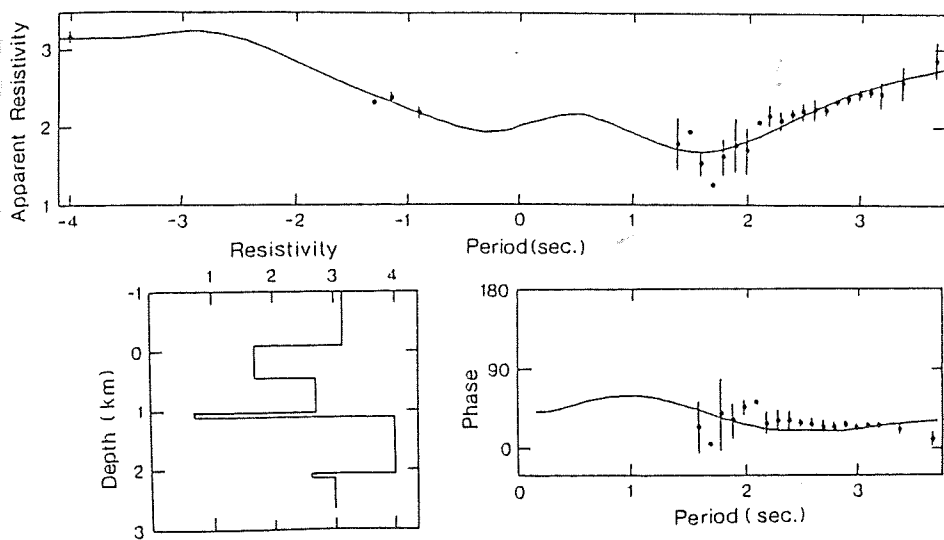 Apparent Resistivity
3
2
1
-4 -3 -2 -1 0 1 2 3
Period (sec.)
Resistivity
1 2 3 4
Depth (km)
-1
0
1
2
3
Phase
180
90
0
0 1 2 3
Period ( sec.)